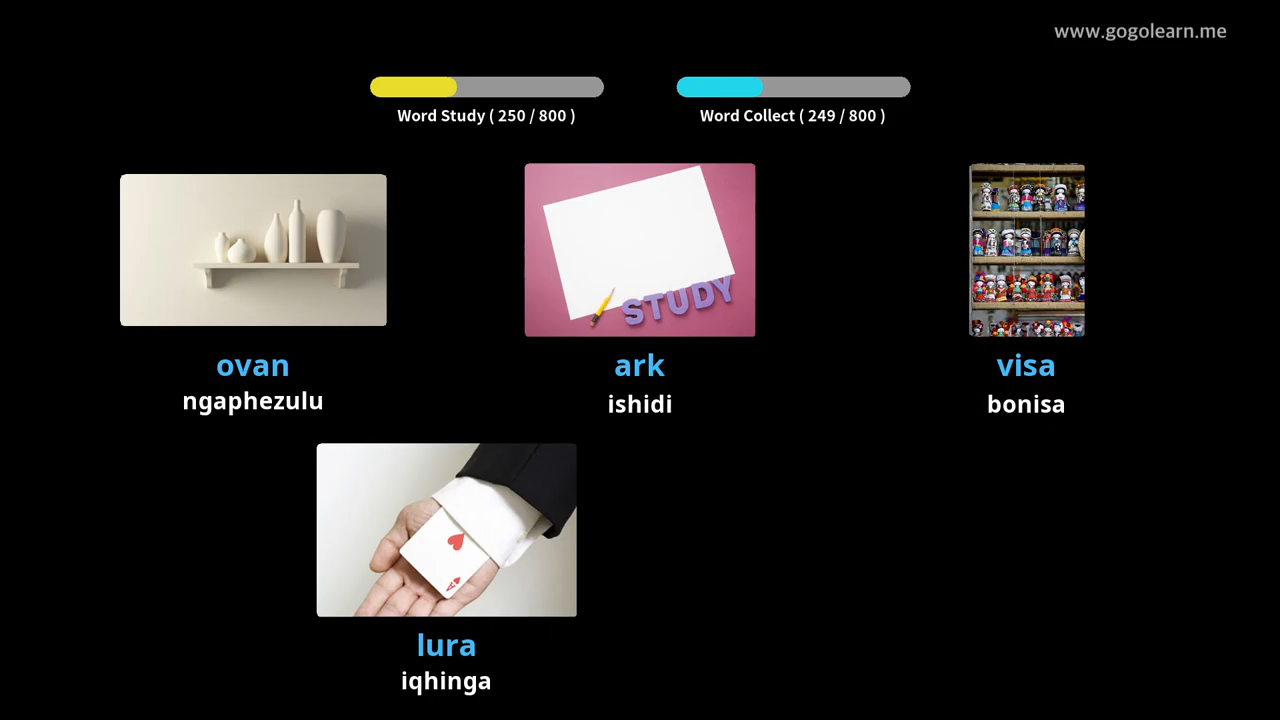 www.gogolearn.me
Word Study ( 250 / 800 )
Word Collect ( 249 / 800 )
STUDY
ovan
ngaphezulu
ark
ishidi
visa
bonisa
A
lura
iqhinga